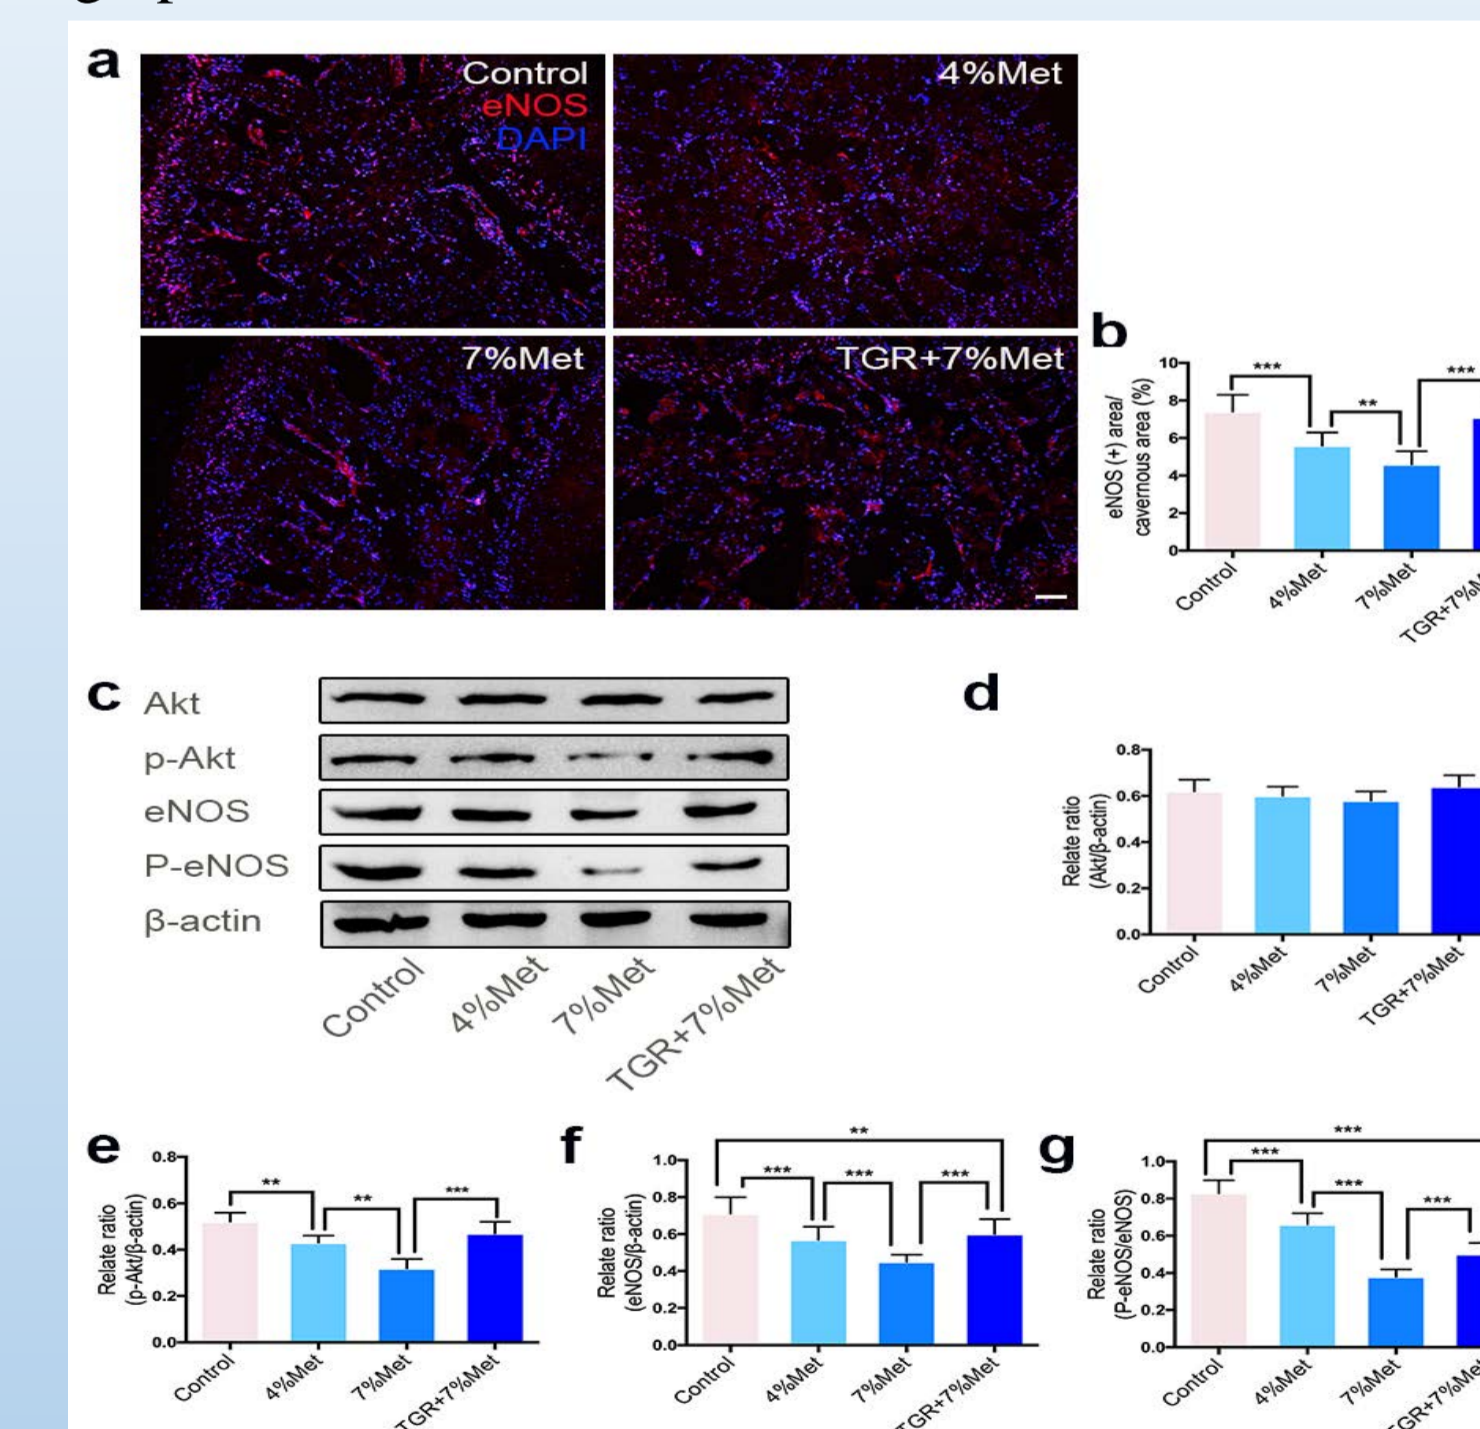 a
Control
eNOS
DAPI
4%Met
7%Met
TGR+7%Met
b
eNOS (+) area/
cavernous area (%)
10
8
6
4
2
0
***
**
***
Control
4%Met
7%Met
c
Akt
p-Akt
eNOS
P-eNOS
β-actin
Control
4%Met
7%Met
TGR+7%Met
d
Relate ratio
(Akt/β-actin)
0.8
0.6
0.4
0.2
0.0
Control
4%Met
7%Met
TGR+7%Met
e
Relate ratio
(p-Akt/β-actin)
0.8
0.6
0.4
0.2
0.0
**
**
***
Control
4%Met
7%Met
TGR+7%Met
f
Relate ratio
(eNOS/β-actin)
1.0
0.8
0.6
0.4
0.2
0.0
**
***
***
***
Control
4%Met
7%Met
TGR+7%Met
g
Relate ratio
(P-eNOS/eNOS)
1.0
0.8
0.6
0.4
0.2
0.0
***
***
***
***
Control
4%Met
7%Met